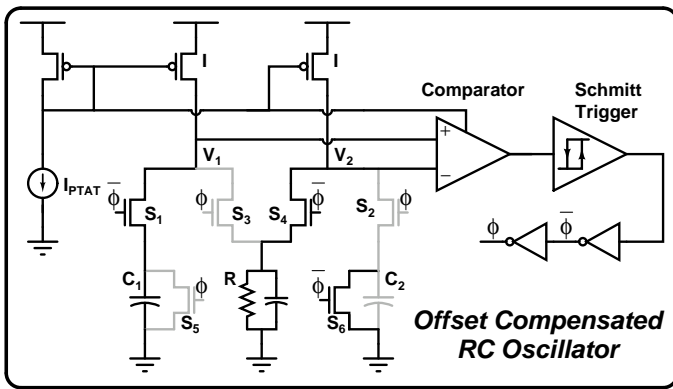 I
I
Comparator
Schmitt
Trigger
+
−
V1
V2
IPTAT
ϕ̅
S1
ϕ
S3
S4
ϕ̅
S2
ϕ
ϕ
ϕ̅
C1
ϕ
S5
R
ϕ̅
S6
C2
Offset Compensated
RC Oscillator